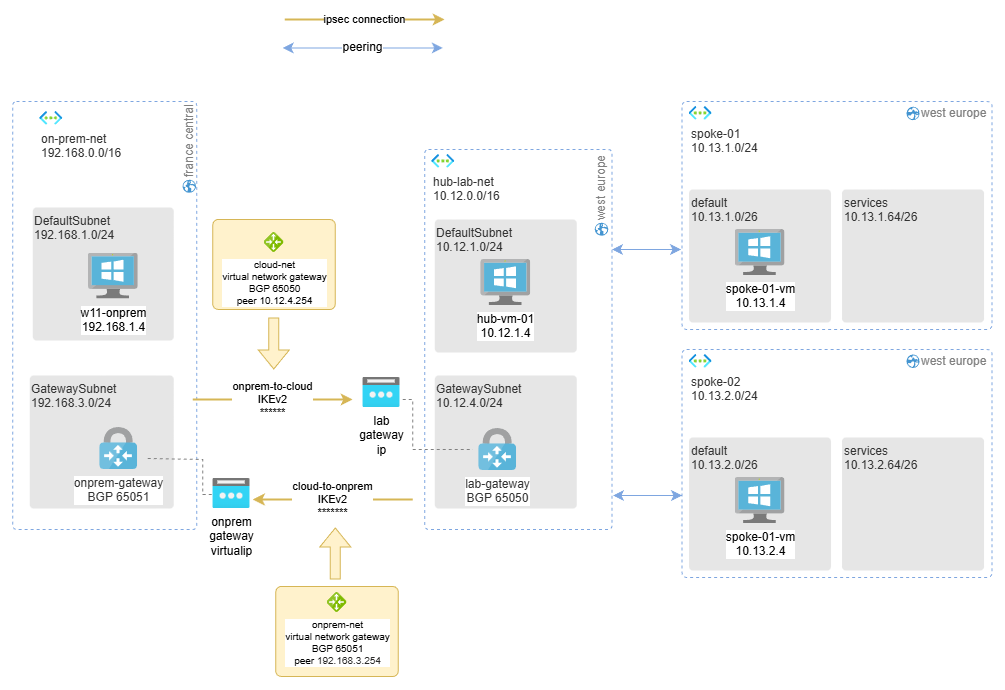 ipsec connection
peering
on-prem-net
192.168.0.0/16
france central
DefaultSubnet
192.168.1.0/24
w11-onprem
192.168.1.4
GatewaySubnet
192.168.3.0/24
onprem-gateway
BGP 65051
cloud-net
virtual network gateway
BGP 65050
peer 10.12.4.254
onprem-to-cloud
IKEv2
******
lab
gateway
ip
cloud-to-onprem
IKEv2
*******
onprem
gateway
virtualip
onprem-net
virtual network gateway
BGP 65051
peer 192.168.3.254
hub-lab-net
10.12.0.0/16
west europe
DefaultSubnet
10.12.1.0/24
hub-vm-01
10.12.1.4
GatewaySubnet
10.12.4.0/24
lab-gateway
BGP 65050
west europe
spoke-01
10.13.1.0/24
default
10.13.1.0/26
spoke-01-vm
10.13.1.4
services
10.13.1.64/26
west europe
spoke-02
10.13.2.0/24
default
10.13.2.0/26
spoke-01-vm
10.13.2.4
services
10.13.2.64/26